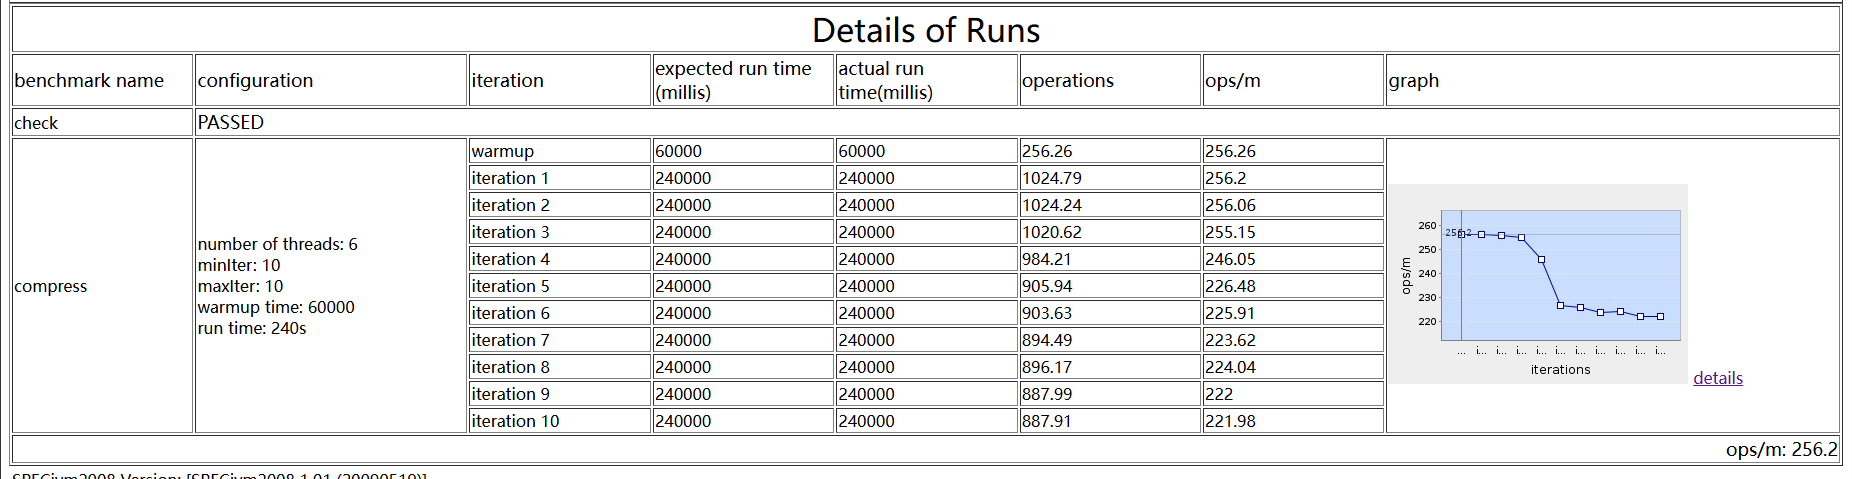 Details of Runs
benchmark name configuration iteration expected run time (millis) actual run time(millis) operations ops/m graph
check PASSED
compress
number of threads: 6
minIter: 10
maxIter: 10
warmup time: 60000
run time: 240s
warmup 60000 60000 256.26 256.26
iteration 1 240000 240000 1024.79 256.2
iteration 2 240000 240000 1024.24 256.06
iteration 3 240000 240000 1020.62 255.15
iteration 4 240000 240000 984.21 246.05
iteration 5 240000 240000 905.94 226.48
iteration 6 240000 240000 903.63 225.91
iteration 7 240000 240000 894.49 223.62
iteration 8 240000 240000 896.17 224.04
iteration 9 240000 240000 887.99 222
iteration 10 240000 240000 887.91 221.98
260
250
240
230
220
ops/m
256.2
... i... i... i... i... i... i... i... i... i... i...
iterations
details
ops/m: 256.2
SPECjvm2008 Version: [SPECjvm2008 1.01 (20090519)]